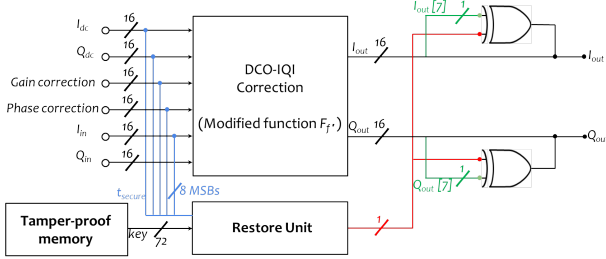 I_dc
16
Q_dc
16
Gain correction
16
Phase correction
16
I_in
16
Q_in
16
DCO-IQI
Correction
(Modified function F_f*)
I_out
16
Q_out
16
I_out [7]
1
I_out
Q_out [7]
1
Q_ou
t_secure
8 MSBs
Tamper-proof
memory
key
72
Restore Unit
1